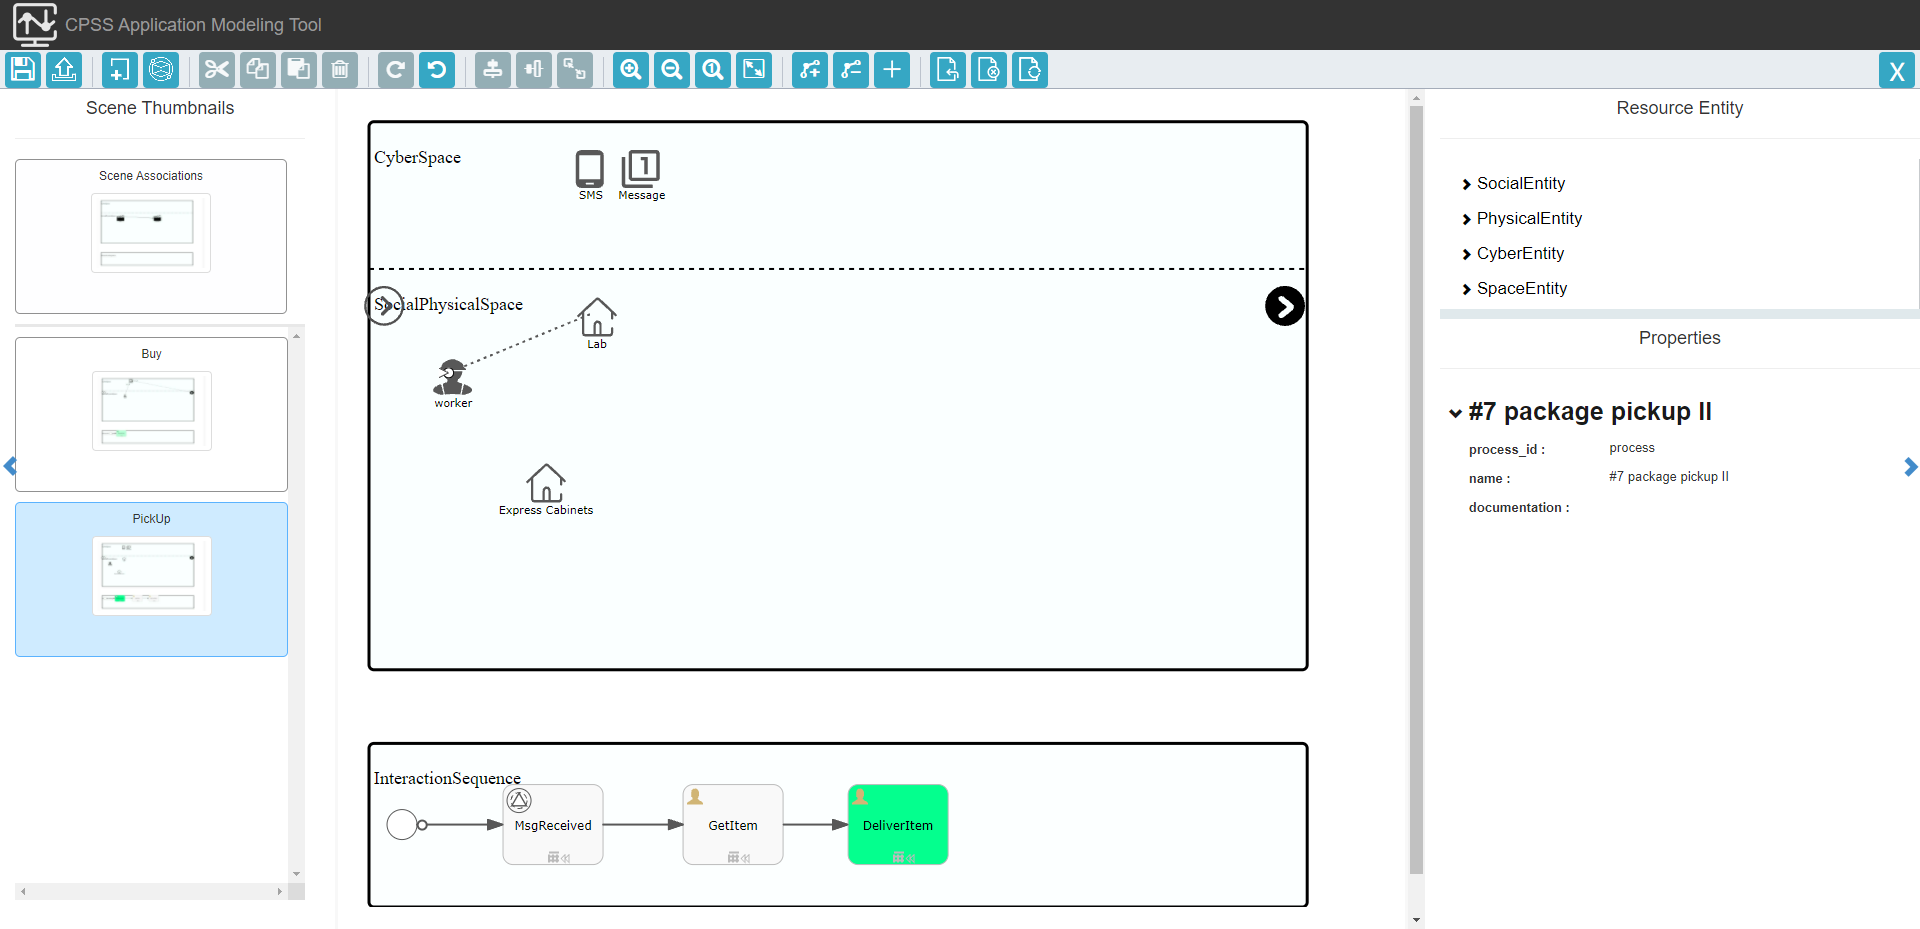 CPSS Application Modeling Tool
X
Scene Thumbnails
Scene Associations
Buy
PickUp
CyberSpace
SMS
1
Message
SocialPhysicalSpace
Lab
worker
Express Cabinets
InteractionSequence
MsgReceived
GetItem
DeliverItem
Resource Entity
SocialEntity
PhysicalEntity
CyberEntity
SpaceEntity
Properties
#7 package pickup II
process_id : process
name : #7 package pickup II
documentation :